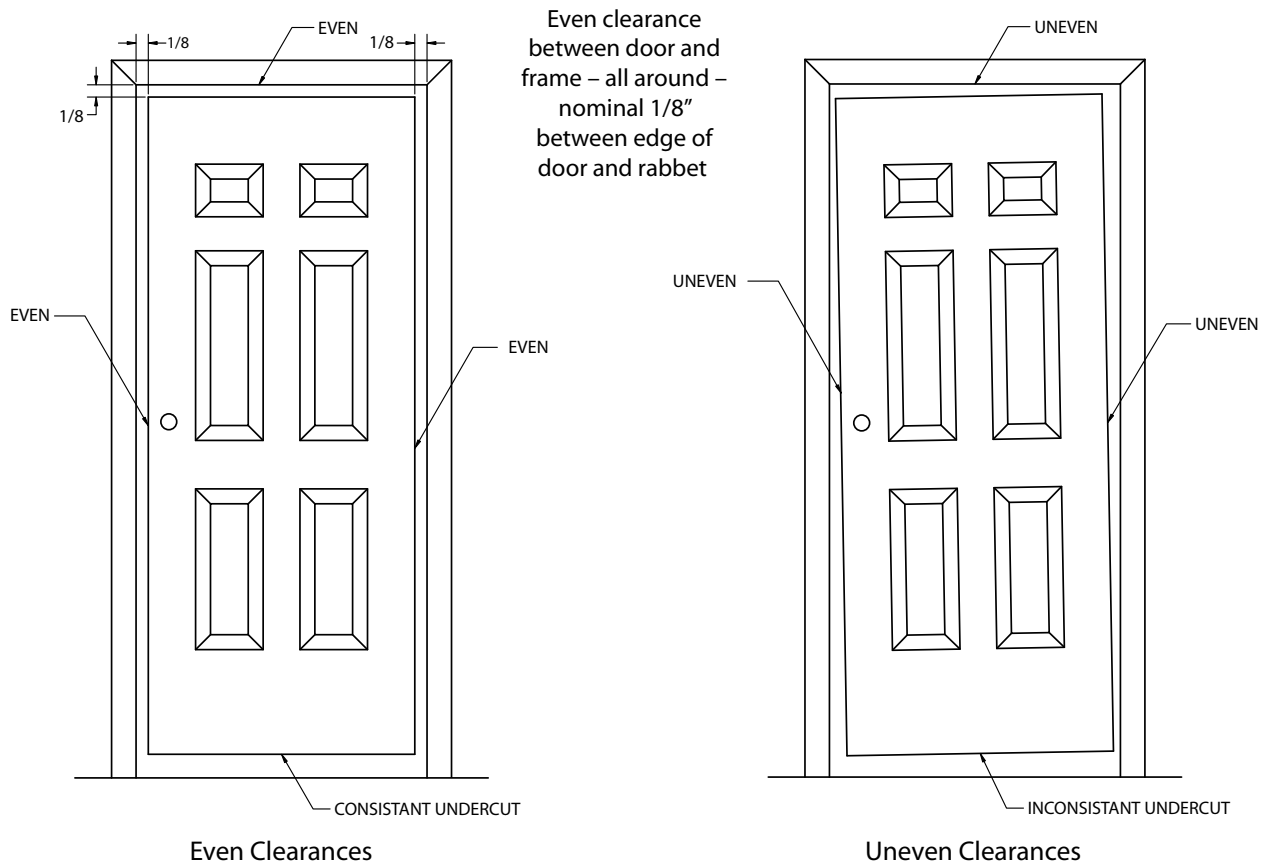 EVEN
1/8
1/8
1/8
EVEN
EVEN
CONSISTANT UNDERCUT
Even Clearances
Even clearance
between door and
frame – all around –
nominal 1/8”
between edge of
door and rabbet
UNEVEN
UNEVEN
UNEVEN
INCONSISTANT UNDERCUT
Uneven Clearances